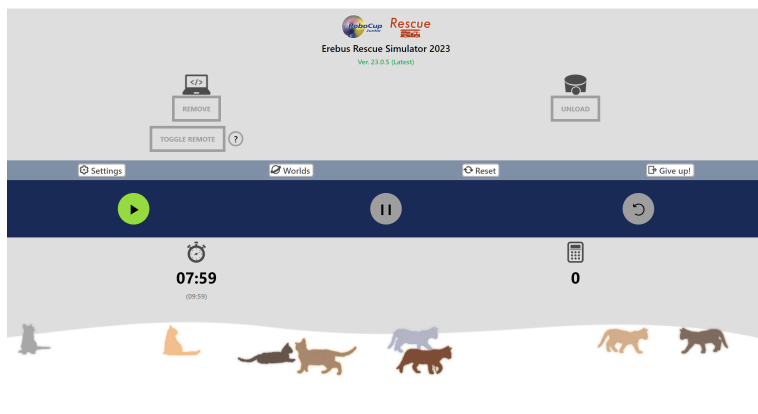 RoboCup
Junior
Rescue
Erebus Rescue Simulator 2023
Ver. 23.0.5 (Latest)
</>
REMOVE
UNLOAD
TOGGLE REMOTE ?
Settings
Worlds
Reset
Give up!
07:59
0
(09:59)